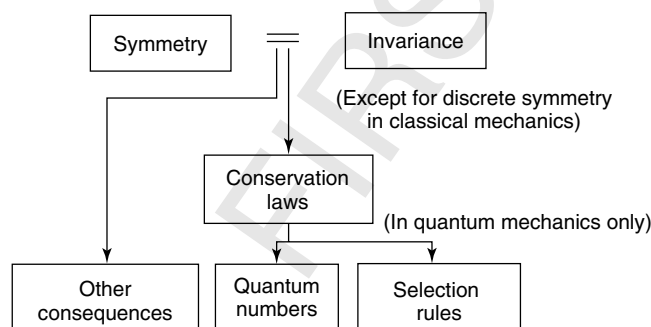 Symmetry
Invariance
(Except for discrete symmetry
in classical mechanics)
Conservation
laws
(In quantum mechanics only)
Other
consequences
Quantum
numbers
Selection
rules
FIRS